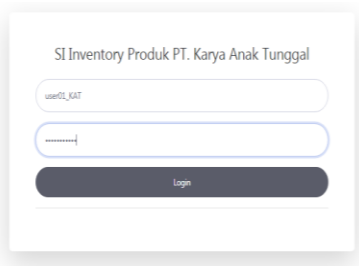 SI Inventory Produk PT. Karya Anak Tunggal
user01_KAT
Login